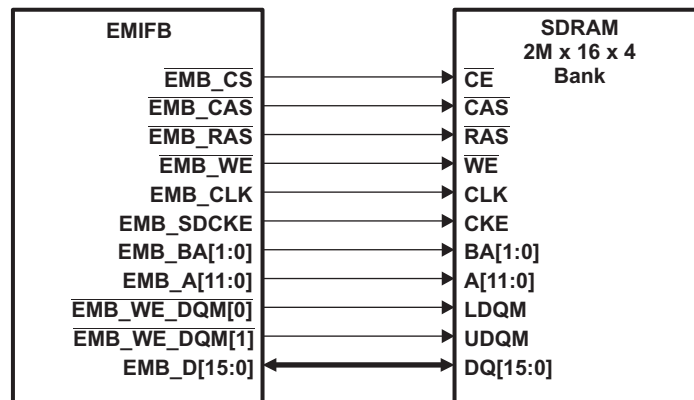 EMIFB
EMB_CS
EMB_CAS
EMB_RAS
EMB_WE
EMB_CLK
EMB_SDCKE
EMB_BA[1:0]
EMB_A[11:0]
EMB_WE_DQM[0]
EMB_WE_DQM[1]
EMB_D[15:0]
SDRAM
2M x 16 x 4
Bank
CE
CAS
RAS
WE
CLK
CKE
BA[1:0]
A[11:0]
LDQM
UDQM
DQ[15:0]